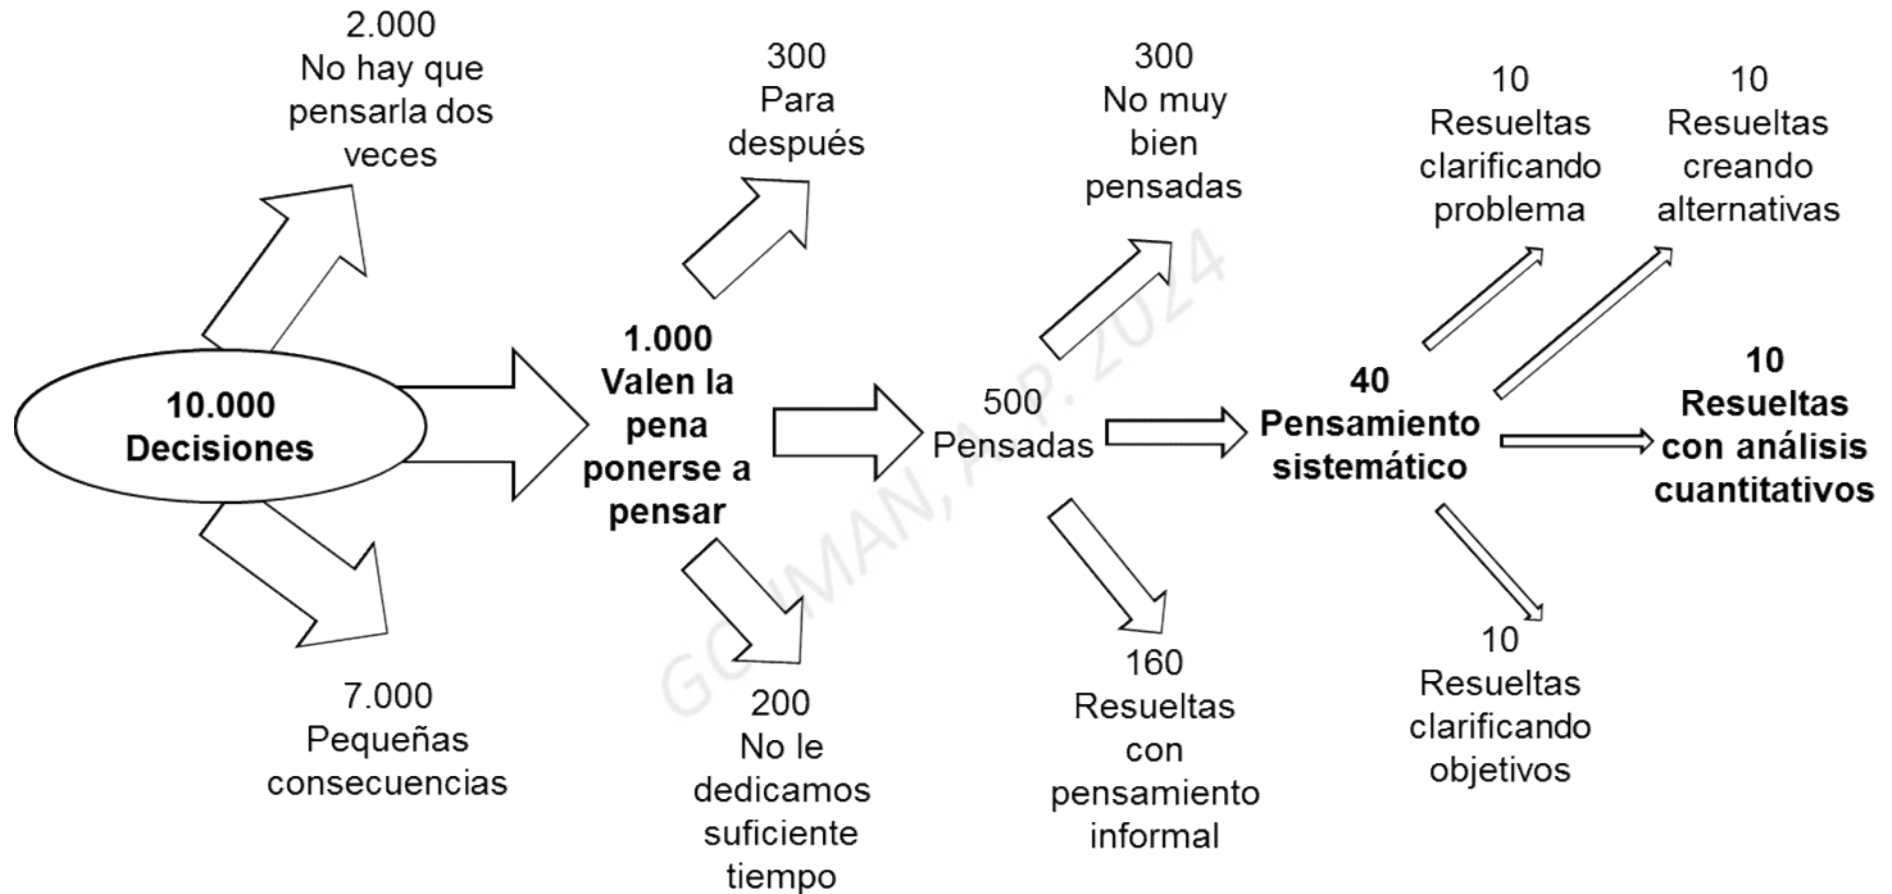 2.000
No hay que
pensarla dos
veces
300
Para
después
300
No muy
bien
pensadas
10
Resueltas
clarificando
problema
10
Resueltas
creando
alternativas
10.000
Decisiones
1.000
Valen la
pena
ponerse a
pensar
500
Pensadas
40
Pensamiento
sistemático
10
Resueltas
con análisis
cuantitativos
7.000
Pequeñas
consecuencias
200
No le
dedicamos
suficiente
tiempo
160
Resueltas
con
pensamiento
informal
10
Resueltas
clarificando
objetivos
P. 2024